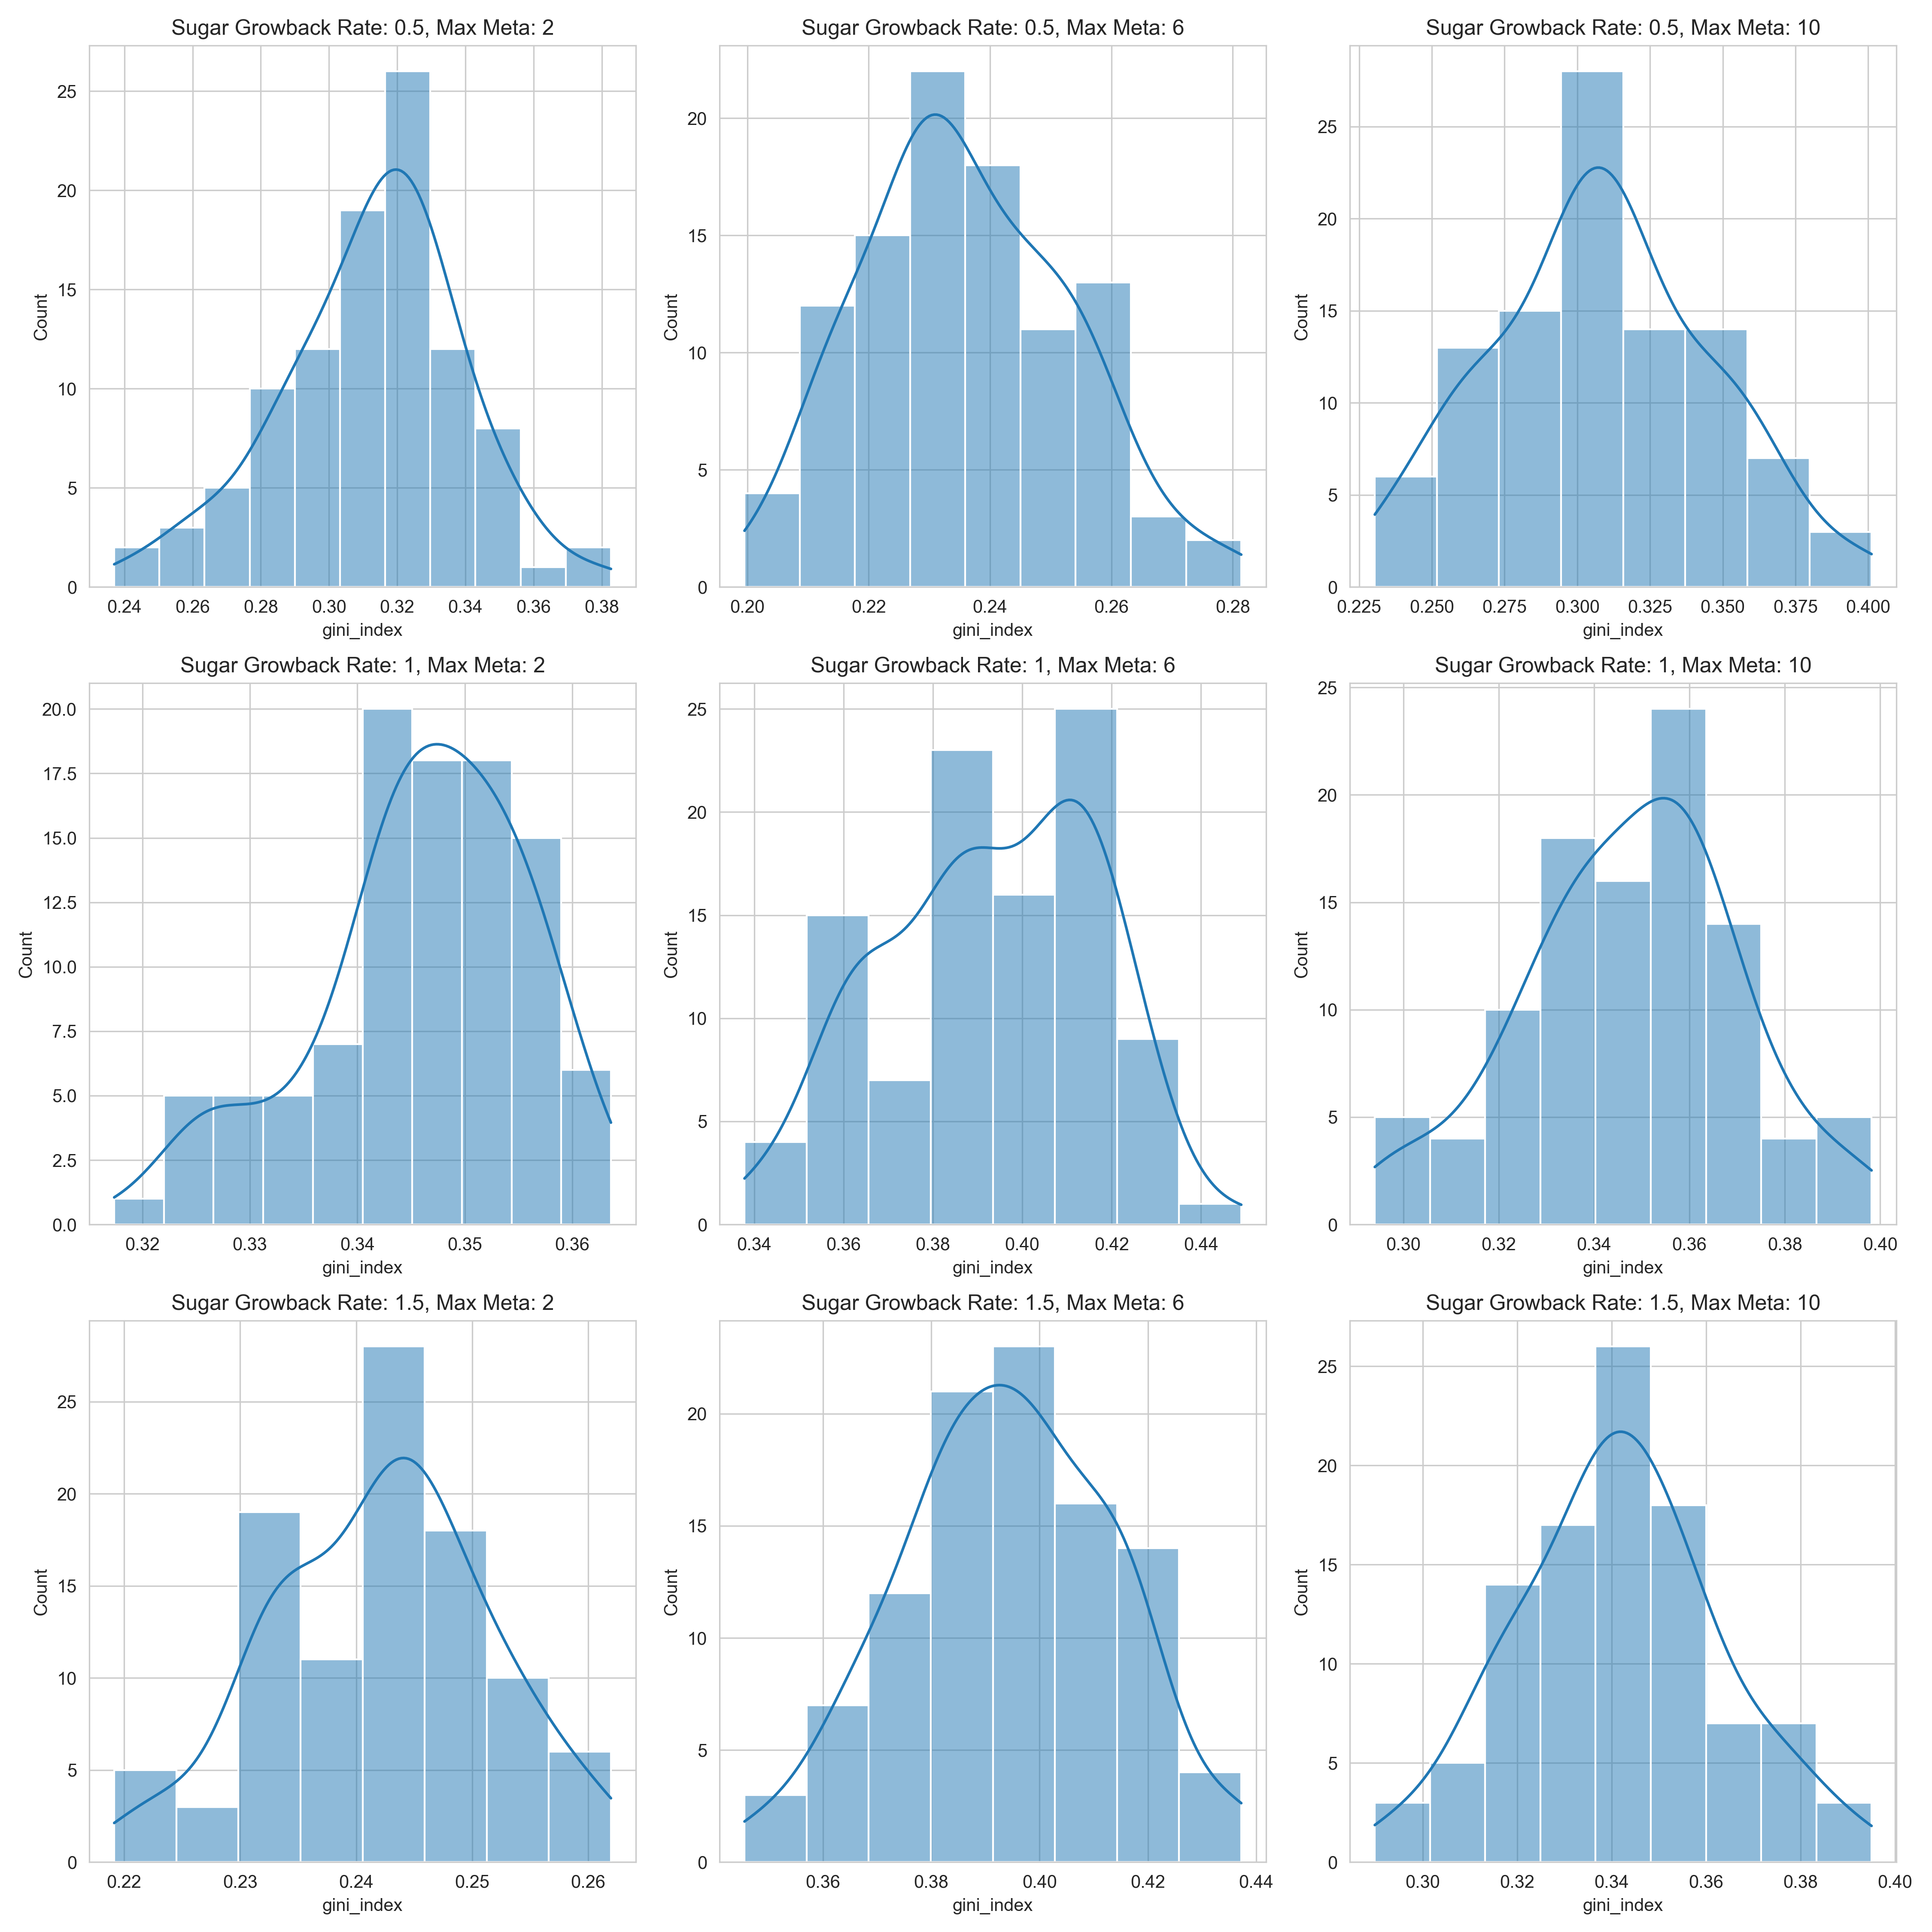 Sugar Growback Rate: 0.5, Max Meta: 2
Count
25
20
15
10
5
0
0.24 0.26 0.28 0.30 0.32 0.34 0.36 0.38
gini_index
Sugar Growback Rate: 0.5, Max Meta: 6
Count
20
15
10
5
0
0.20 0.22 0.24 0.26 0.28
gini_index
Sugar Growback Rate: 0.5, Max Meta: 10
Count
25
20
15
10
5
0
0.225 0.250 0.275 0.300 0.325 0.350 0.375 0.400
gini_index
Sugar Growback Rate: 1, Max Meta: 2
Count
20.0
17.5
15.0
12.5
10.0
7.5
5.0
2.5
0.0
0.32 0.33 0.34 0.35 0.36
gini_index
Sugar Growback Rate: 1, Max Meta: 6
Count
25
20
15
10
5
0
0.34 0.36 0.38 0.40 0.42 0.44
gini_index
Sugar Growback Rate: 1, Max Meta: 10
Count
25
20
15
10
5
0
0.30 0.32 0.34 0.36 0.38 0.40
gini_index
Sugar Growback Rate: 1.5, Max Meta: 2
Count
25
20
15
10
5
0
0.22 0.23 0.24 0.25 0.26
gini_index
Sugar Growback Rate: 1.5, Max Meta: 6
Count
20
15
10
5
0
0.36 0.38 0.40 0.42 0.44
gini_index
Sugar Growback Rate: 1.5, Max Meta: 10
Count
25
20
15
10
5
0
0.30 0.32 0.34 0.36 0.38 0.40
gini_index